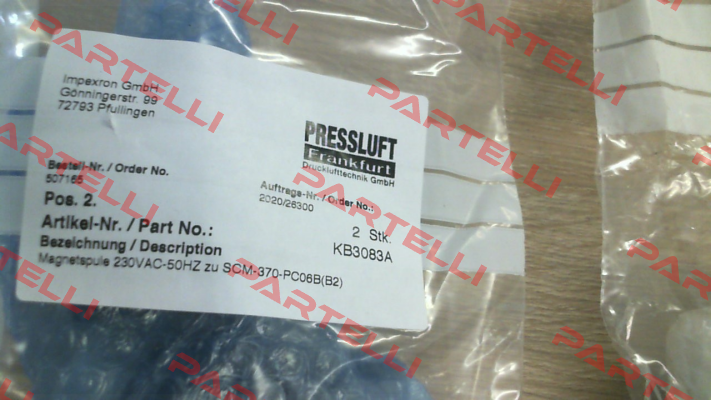 Impexron GmbH
Gönningerstr. 99
72793 Pfullingen
PRESSLUFT
Frankfurt
Drucklufttechnik GmbH
Bestell-Nr. / Order No.
507165
Auftrags-Nr. / Order No.:
2020/26300
Pos. 2.
2 Stk.
Artikel-Nr. / Part No.:
KB3083A
Bezeichnung / Description
Magnetspule 230VAC-50HZ zu SCM-370-PC06B(B2)
PARTELLI
PARTELLI
PARTELLI
PARTELLI
PARTELLI
PARTELLI
PARTELLI